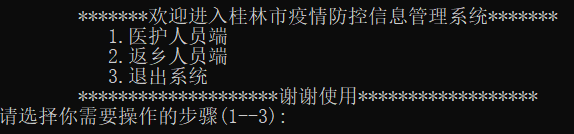 *******欢迎进入桂林市疫情防控信息管理系统*******
1.医护人员端
2.返乡人员端
3.退出系统
********************谢谢使用******************
请选择你需要操作的步骤(1--3):